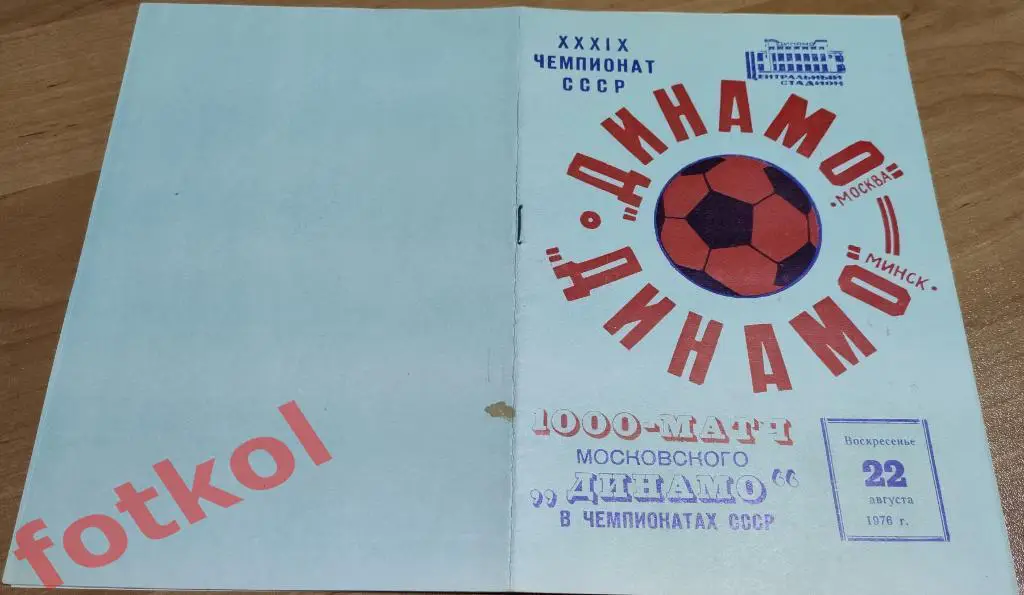 XXXIX
ЧЕМПИОНАТ
СССР
ДИНАМО
ЦЕНТРАЛЬНЫЙ
СТАДИОН
„ДИНАМО"
•МОСКВА
„ДИНАМО"
МИНСК•
1000-МАТЧ
МОСКОВСКОГО
„ДИНАМО“
В ЧЕМПИОНАТАХ СССР
Воскресенье
22
августа
1976 г.
fotkol